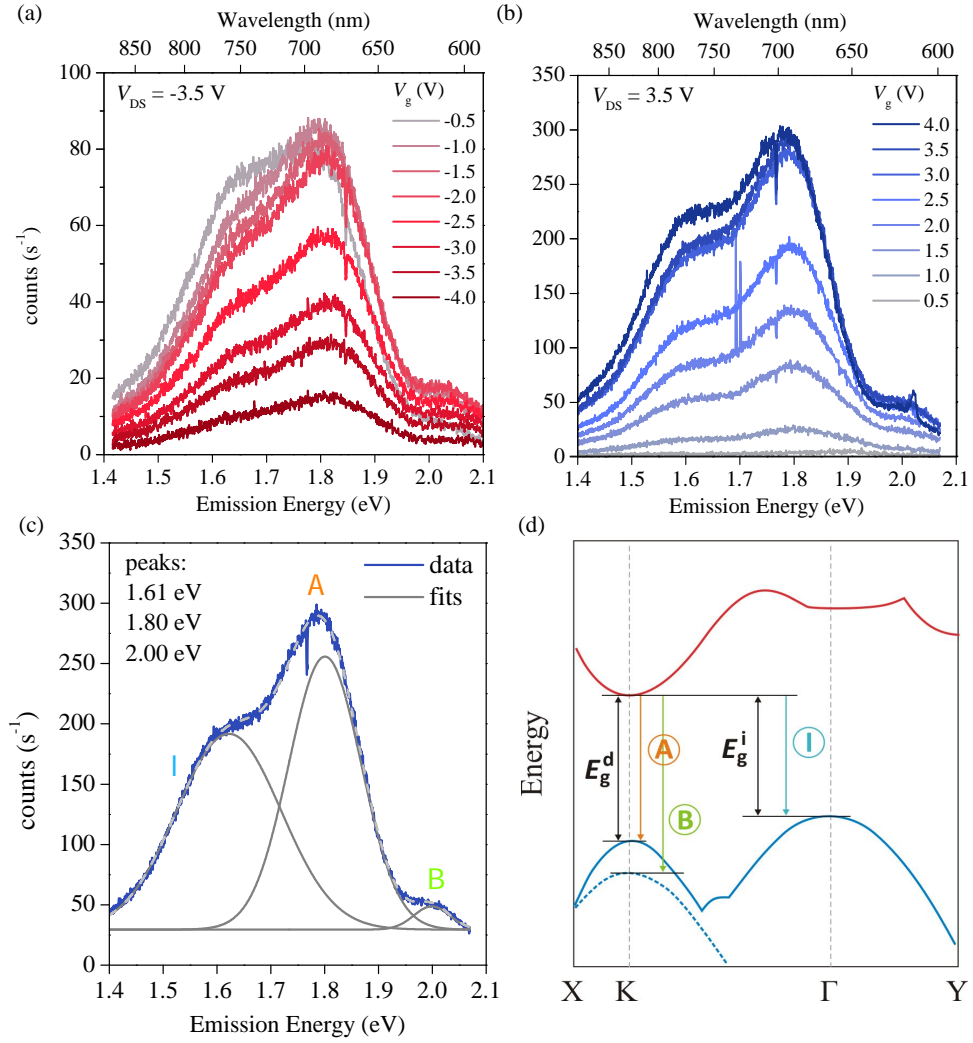 (a)
Wavelength (nm)
850 800 750 700 650 600
V_DS = -3.5 V
V_g (V)
-0.5
-1.0
-1.5
-2.0
-2.5
-3.0
-3.5
-4.0
100
80
60
40
20
0
counts (s⁻¹)
1.4 1.5 1.6 1.7 1.8 1.9 2.0 2.1
Emission Energy (eV)
(b)
Wavelength (nm)
850 800 750 700 650 600
V_DS = 3.5 V
V_g (V)
4.0
3.5
3.0
2.5
2.0
1.5
1.0
0.5
350
300
250
200
150
100
50
0
1.4 1.5 1.6 1.7 1.8 1.9 2.0 2.1
Emission Energy (eV)
(c)
peaks:
1.61 eV
1.80 eV
2.00 eV
data
fits
A
I
B
350
300
250
200
150
100
50
0
counts (s⁻¹)
1.4 1.5 1.6 1.7 1.8 1.9 2.0 2.1
Emission Energy (eV)
(d)
Energy
E_g^d
A
B
E_g^i
I
X K Γ Y